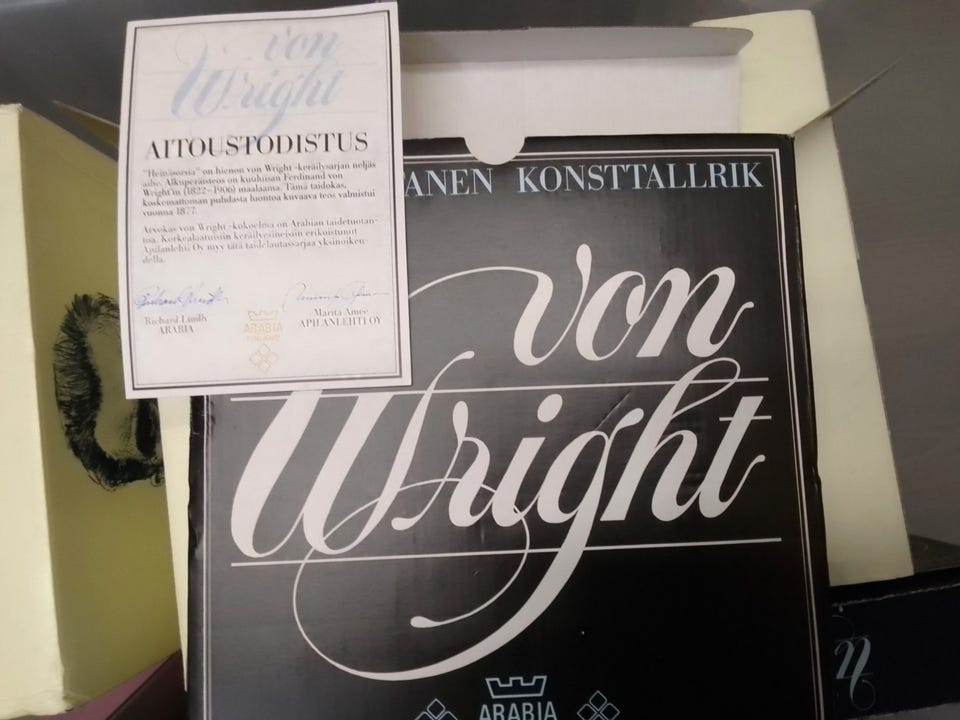 von
Wright
AITOUSTODISTUS
"Heinäsorsia" on hienon von Wright -keräilysarjan neljäs
aihe. Alkuperäisteos on kuuluisan Ferdinand von
Wright'in (1822–1906) maalaama. Tämä taidokas,
koskemattoman puhdasta luontoa kuvaava teos valmistui
vuonna 1877.
Arvokas von Wright -kokoelma on Arabian taidetuotan-
toa. Korkealaatuisiin keräilyesineisiin erikoistunut
Apilanlehti Oy myy tätä taidelautassarjaa yksinoikeu-
della.
Richard Lindh
ARABIA
Marita Amée
APILANLEHTI OY
ARABIA
FINLAND
TANEN KONSTTALLRIK
von
Wright
ARABIA